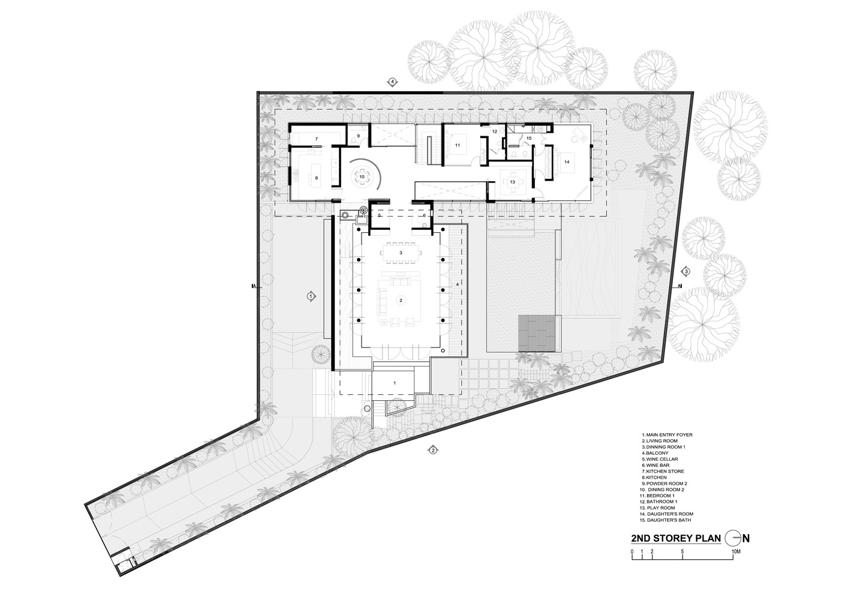 4
7
9
11
12
15
14
8
10
13
5
6
3
4
2
1
3
N
1
2
1. MAIN ENTRY FOYER
2. LIVING ROOM
3. DINNING ROOM 1
4. BALCONY
5. WINE CELLAR
6. WINE BAR
7. KITCHEN STORE
8. KITCHEN
9. POWDER ROOM 2
10. DINING ROOM 2
11. BEDROOM 1
12. BATHROOM 1
13. PLAY ROOM
14. DAUGHTER'S ROOM
15. DAUGHTER'S BATH
2ND STOREY PLAN N
0 1 2 5 10M